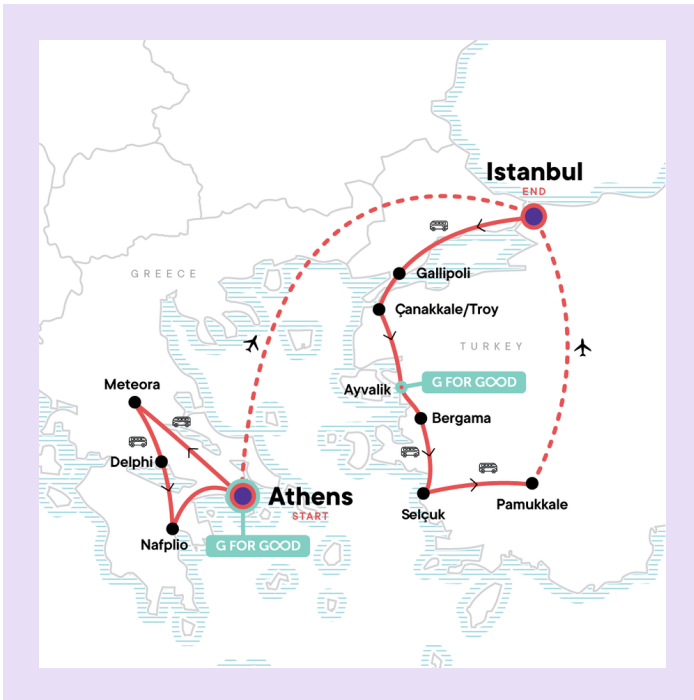 Istanbul
END
GREECE
Gallipoli
Çanakkale/Troy
TURKEY
Meteora
Ayvalik
G FOR GOOD
Bergama
Delphi
Athens
START
Pamukkale
Selçuk
Nafplio
G FOR GOOD